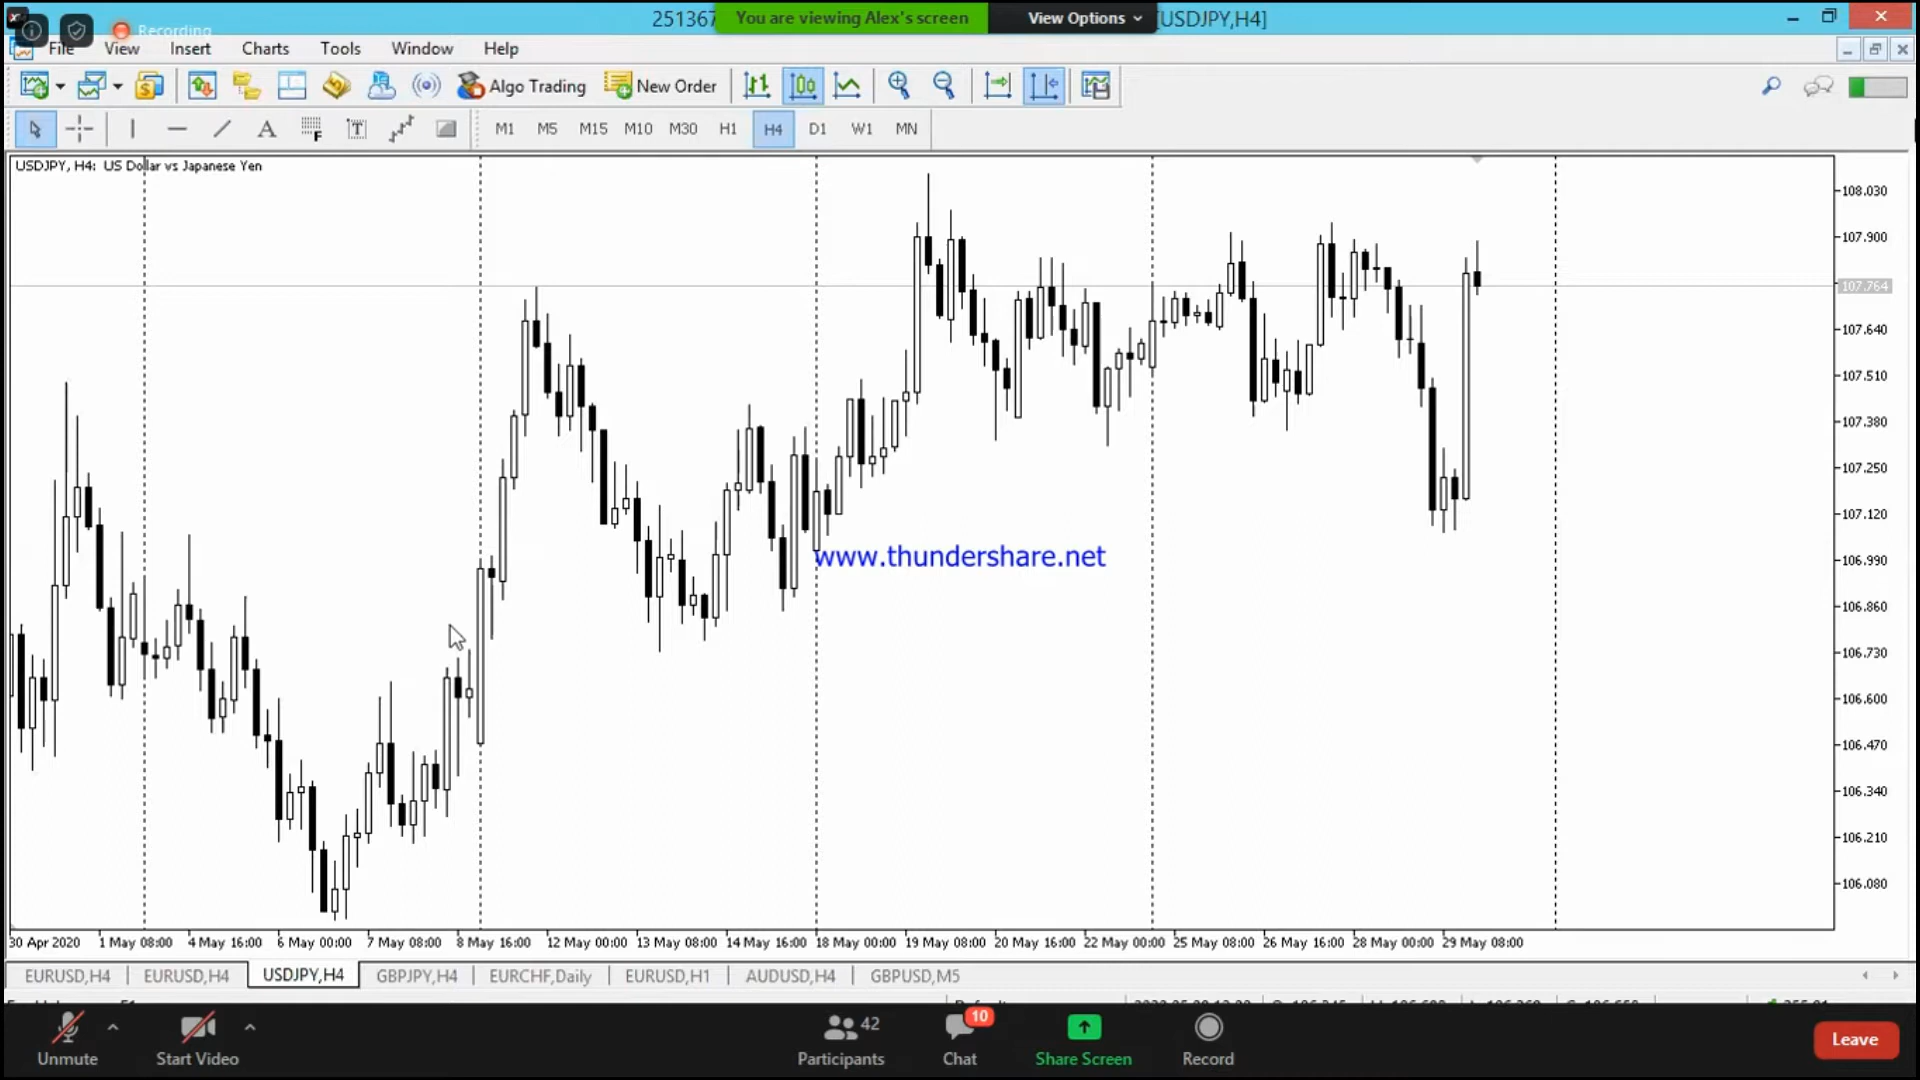 251367
You are viewing Alex's screen
View Options
[USDJPY,H4]
Recording
File View Insert Charts Tools Window Help
Algo Trading New Order
A F T M1 M5 M15 M10 M30 H1 H4 D1 W1 MN
USDJPY, H4: US Dollar vs Japanese Yen
108.030
107.900
107.764
107.640
107.510
107.380
107.250
107.120
www.thundershare.net
106.990
106.860
106.730
106.600
106.470
106.340
106.210
106.080
30 Apr 2020 1 May 08:00 4 May 16:00 6 May 00:00 7 May 08:00 8 May 16:00 12 May 00:00 13 May 08:00 14 May 16:00 18 May 00:00 19 May 08:00 20 May 16:00 22 May 00:00 25 May 08:00 26 May 16:00 28 May 00:00 29 May 08:00
EURUSD,H4 EURUSD,H4 USDJPY,H4 GBPJPY,H4 EURCHF,Daily EURUSD,H1 AUDUSD,H4 GBPUSD,M5
42 10
Unmute Start Video Participants Chat Share Screen Record Leave